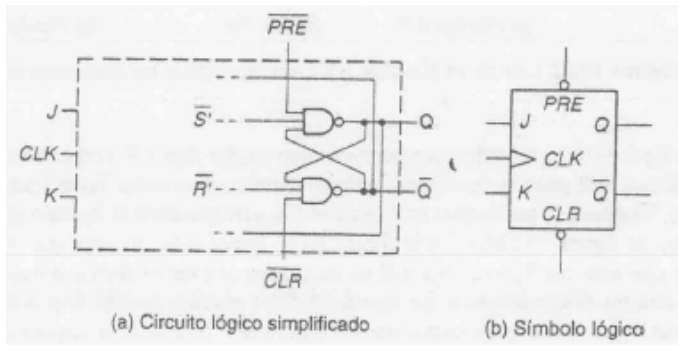 PRE
J
CLK
K
S'
R'
Q
Q
CLR
(a) Circuito lógico simplificado
PRE
J
Q
CLK
K
Q
CLR
(b) Símbolo lógico